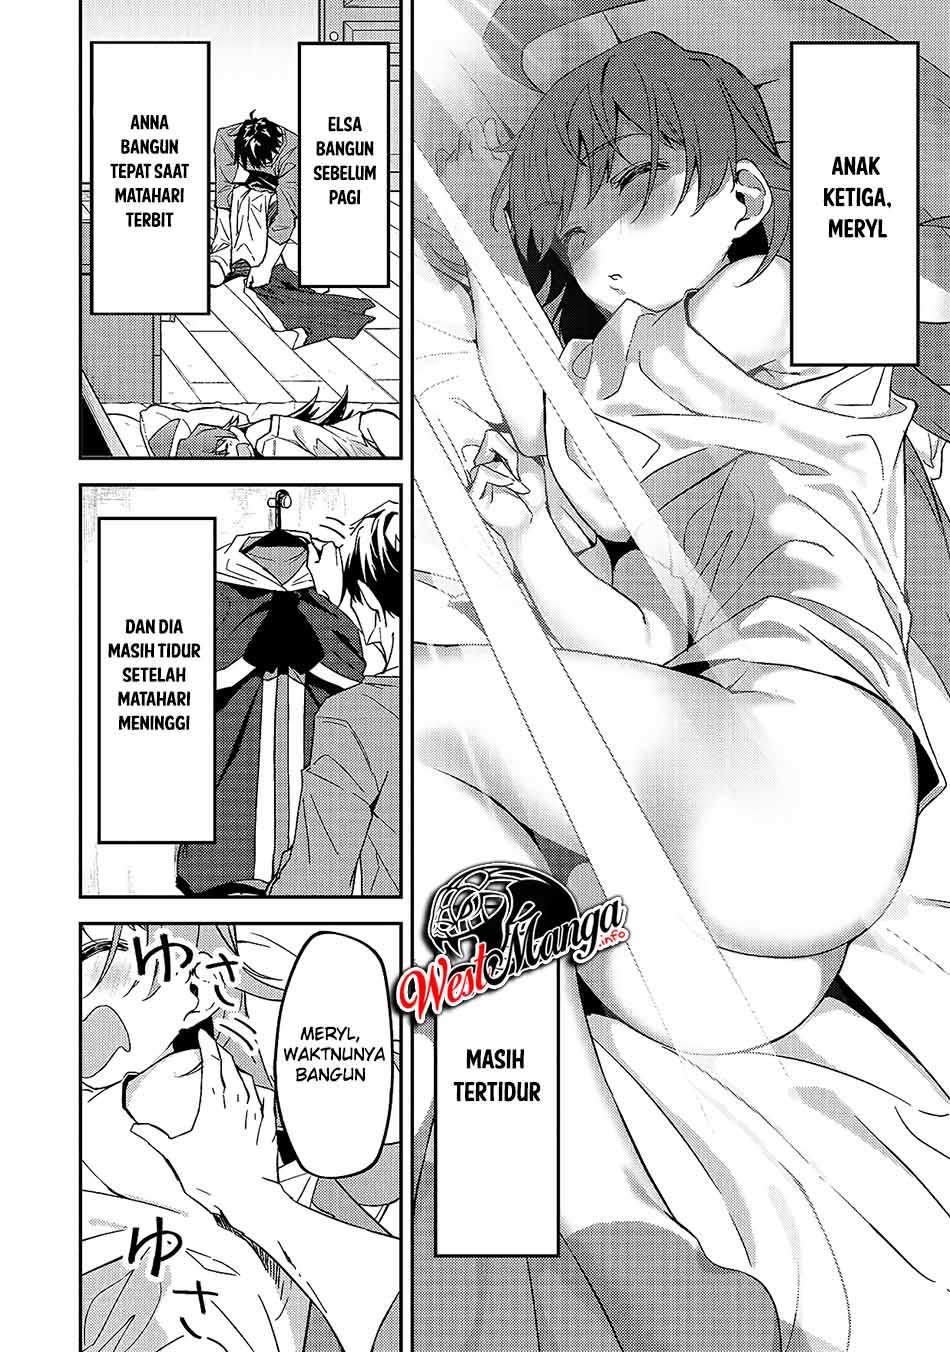 ANAK
KETIGA,
MERYL
MASIH
TERTIDUR
ELSA
BANGUN
SEBELUM
PAGI
ANNA
BANGUN
TEPAT SAAT
MATAHARI
TERBIT
DAN DIA
MASIH TIDUR
SETELAH
MATAHARI
MENINGGI
MERYL,
WAKTNUNYA
BANGUN
ゆさ
ゆさ
WestManga
.info